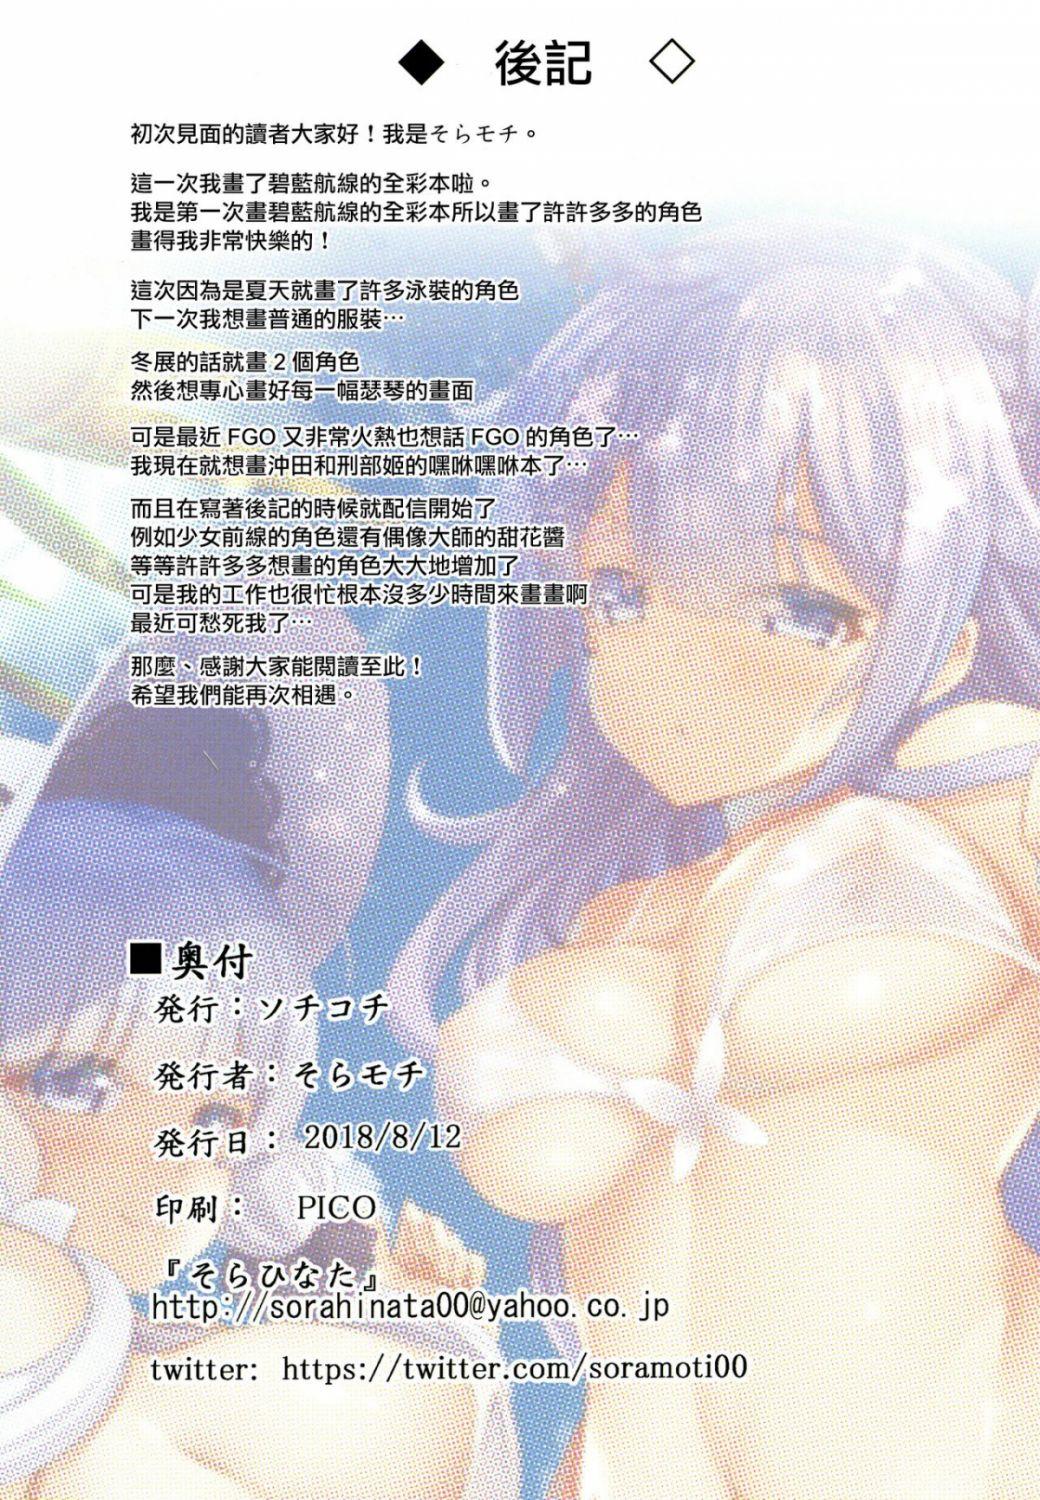 ◆ 後記 ◇
初次見面的讀者大家好！我是そらモチ。
這一次我畫了碧藍航線的全彩本啦。
我是第一次畫碧藍航線的全彩本所以畫了許許多多的角色
畫得我非常快樂的！
這次因為是夏天就畫了許多泳裝的角色
下一次我想畫普通的服裝…
冬展的話就畫2個角色
然後想專心畫好每一幅瑟琴的畫面
可是最近FGO又非常火熱也想話FGO的角色了…
我現在就想畫沖田和刑部姬的嘿咻嘿咻本了…
而且在寫著後記的時候就配信開始了
例如少女前線的角色還有偶像大師的甜花醬
等等許許多多想畫的角色大大地增加了
可是我的工作也很忙根本沒多少時間來畫畫啊
最近可愁死我了…
那麼、感謝大家能閱讀至此！
希望我們能再次相遇。
■奥付
発行：ソチコチ
発行者：そらモチ
発行日： 2018/8/12
印刷： PICO
『そらひなた』
http://sorahinata00@yahoo.co.jp
twitter: https://twitter.com/soramoti00